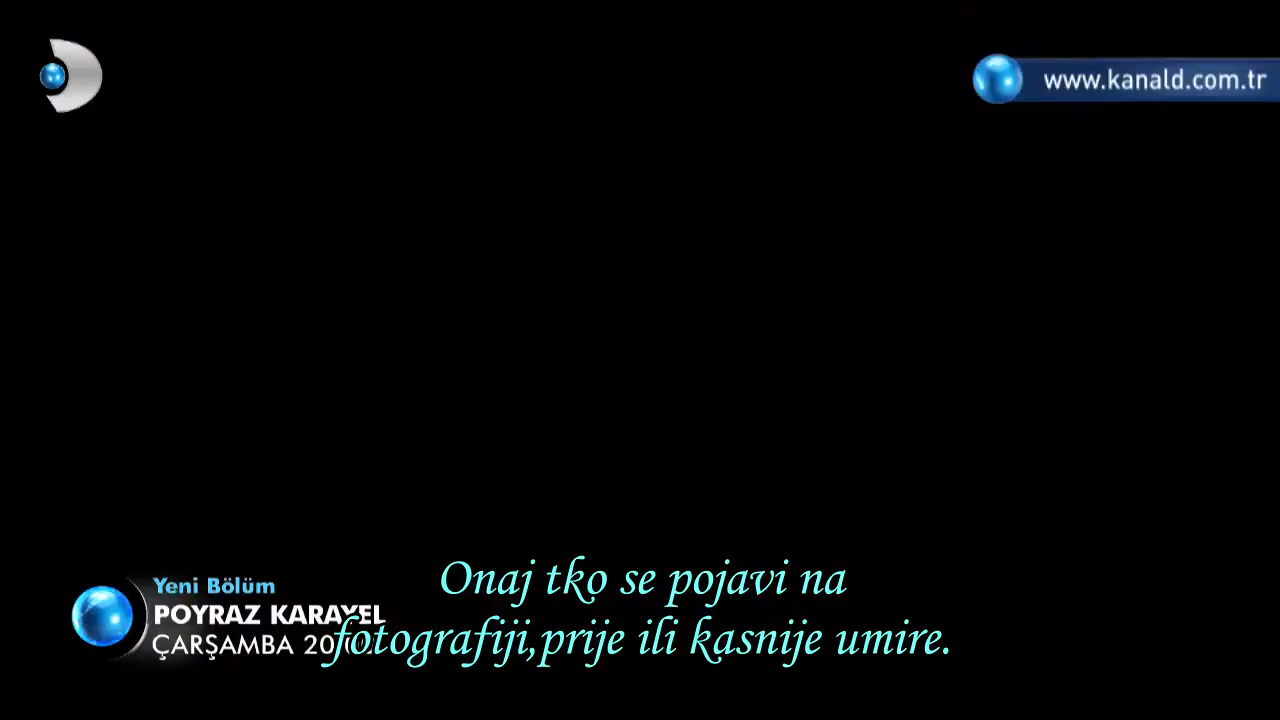 www.kanald.com.tr
Yeni Bölüm
POYRAZ KARAYEL
ÇARŞAMBA
Onaj tko se pojavi na
fotografiji,prije ili kasnije umire.